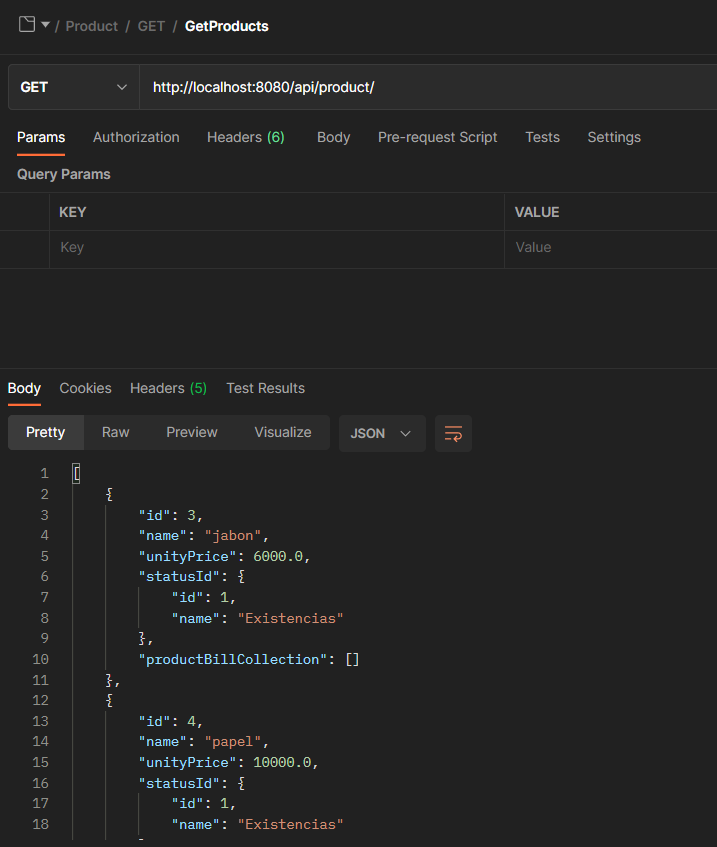 / Product / GET / GetProducts
GET http://localhost:8080/api/product/
Params Authorization Headers (6) Body Pre-request Script Tests Settings
Query Params
KEY VALUE
Key Value
Body Cookies Headers (5) Test Results
Pretty Raw Preview Visualize JSON
1 [
2 {
3 "id": 3,
4 "name": "jabon",
5 "unityPrice": 6000.0,
6 "statusId": {
7 "id": 1,
8 "name": "Existencias"
9 },
10 "productBillCollection": []
11 },
12 {
13 "id": 4,
14 "name": "papel",
15 "unityPrice": 10000.0,
16 "statusId": {
17 "id": 1,
18 "name": "Existencias"